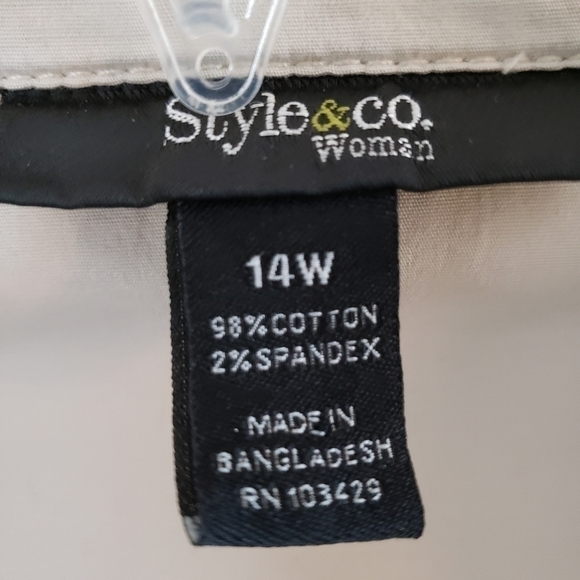 Style&co.
Woman
14W
98%COTTON
2%SPANDEX
MADE IN
BANGLADESH
RN 103429